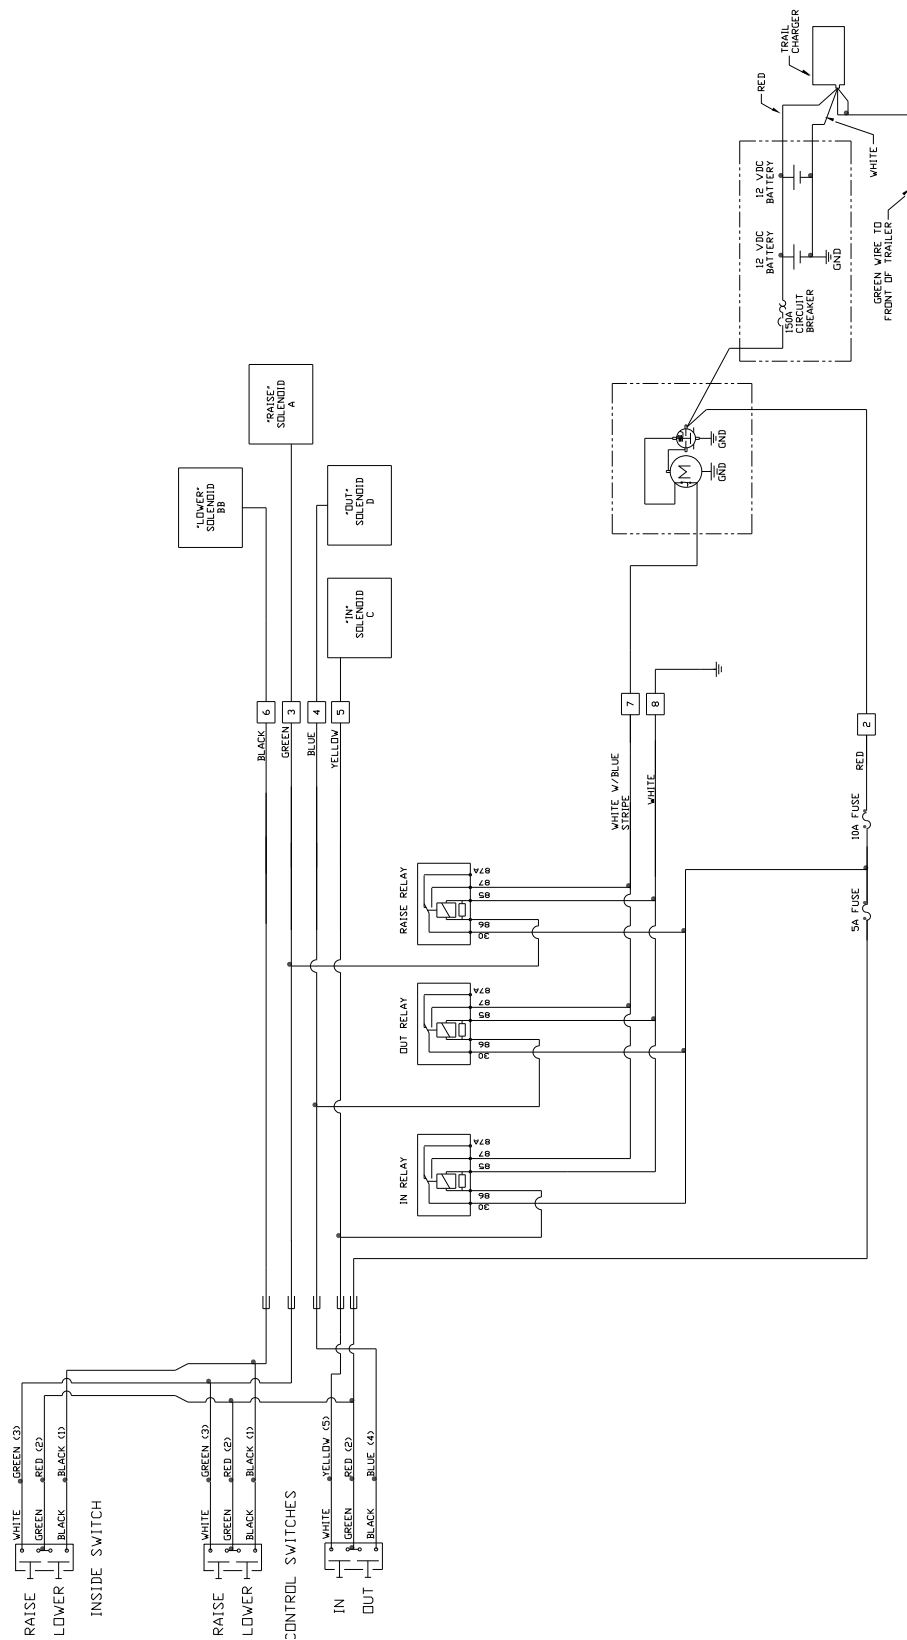 TRAIL
CHARGER
RED
WHITE
12 VDC
BATTERY
12 VDC
BATTERY
GND
GREEN WIRE TO
FRONT OF TRAILER
150A
CIRCUIT
BREAKER
"RAISE"
SOLENOID
A
"LOWER"
SOLENOID
BB
"OUT"
SOLENOID
D
"IN"
SOLENOID
C
M
GND
GND
6
3
4
5
7
8
2
BLACK
GREEN
BLUE
YELLOW
WHITE W/BLUE
STRIPE
WHITE
RED
10A FUSE
5A FUSE
RAISE RELAY
87A
87
85
86
30
OUT RELAY
87A
87
85
86
30
IN RELAY
87A
87
85
86
30
GREEN (3)
RED (2)
BLACK (1)
WHITE
GREEN
BLACK
RAISE
LOWER
INSIDE SWITCH
GREEN (3)
RED (2)
BLACK (1)
WHITE
GREEN
BLACK
RAISE
LOWER
CONTROL SWITCHES
YELLOW (5)
RED (2)
BLUE (4)
WHITE
GREEN
BLACK
IN
OUT